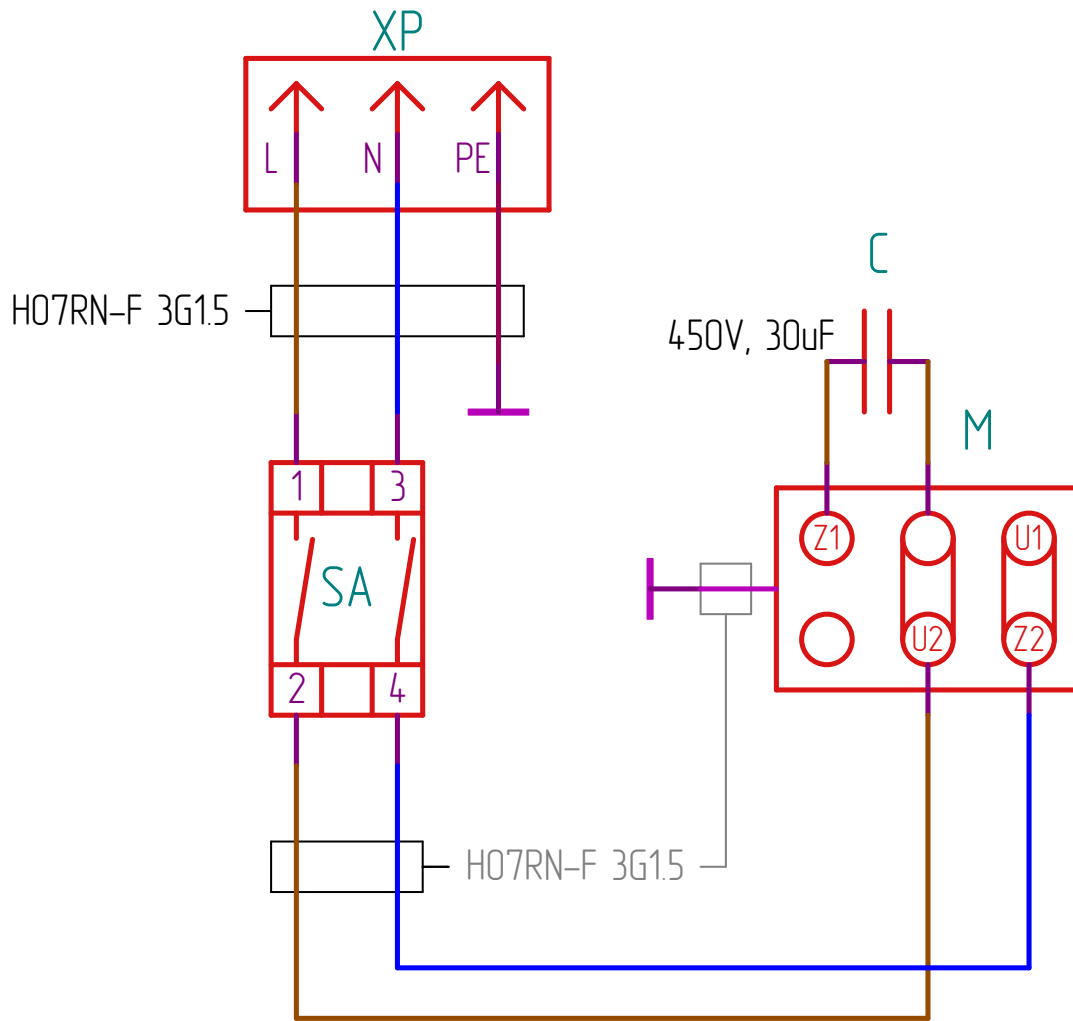 XP
L N PE
H07RN-F 3G1.5
C
450V, 30uF
M
1 3
Z1 U1
SA
U2 Z2
2 4
H07RN-F 3G1.5